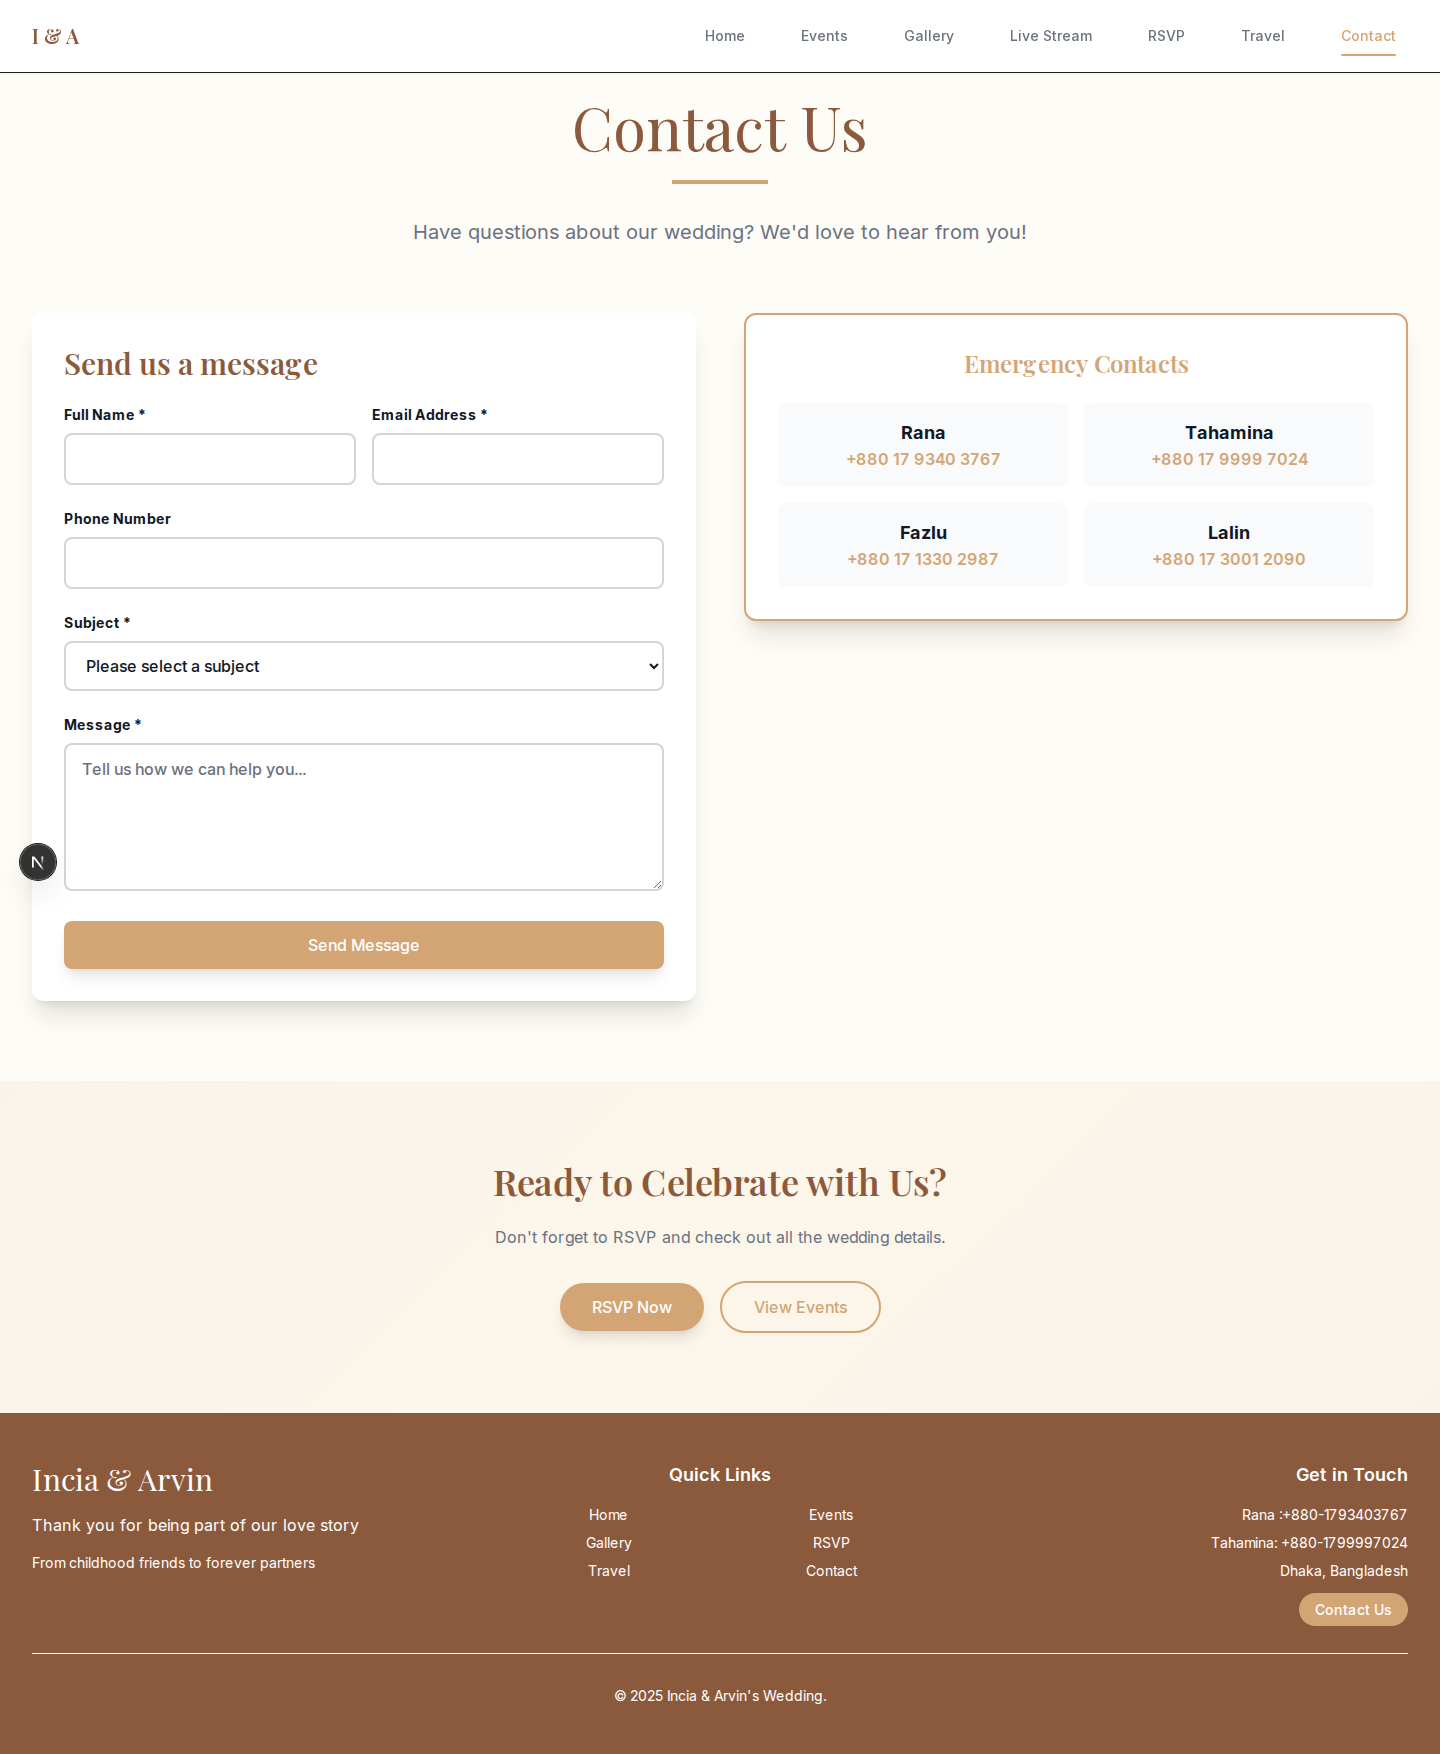 I & A
Home
Events
Gallery
Live Stream
RSVP
Travel
Contact
Contact Us
Have questions about our wedding? We'd love to hear from you!
Send us a message
Full Name *
Email Address *
Phone Number
Subject *
Please select a subject
Message *
Tell us how we can help you...
N
Send Message
Emergency Contacts
Rana
+880 17 9340 3767
Tahamina
+880 17 9999 7024
Fazlu
+880 17 1330 2987
Lalin
+880 17 3001 2090
Ready to Celebrate with Us?
Don't forget to RSVP and check out all the wedding details.
RSVP Now
View Events
Incia & Arvin
Thank you for being part of our love story
From childhood friends to forever partners
Quick Links
Home
Events
Gallery
RSVP
Travel
Contact
Get in Touch
Rana :+880-1793403767
Tahamina: +880-1799997024
Dhaka, Bangladesh
Contact Us
© 2025 Incia & Arvin's Wedding.